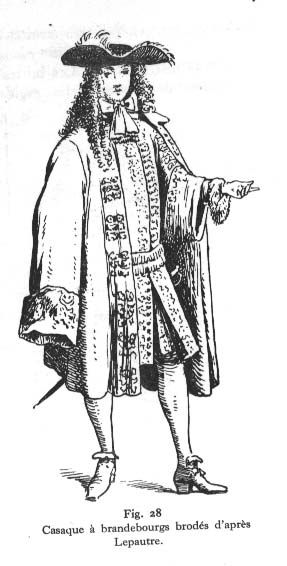 Fig. 28
Casaque à brandebourgs brodés d'après
Lepautre.